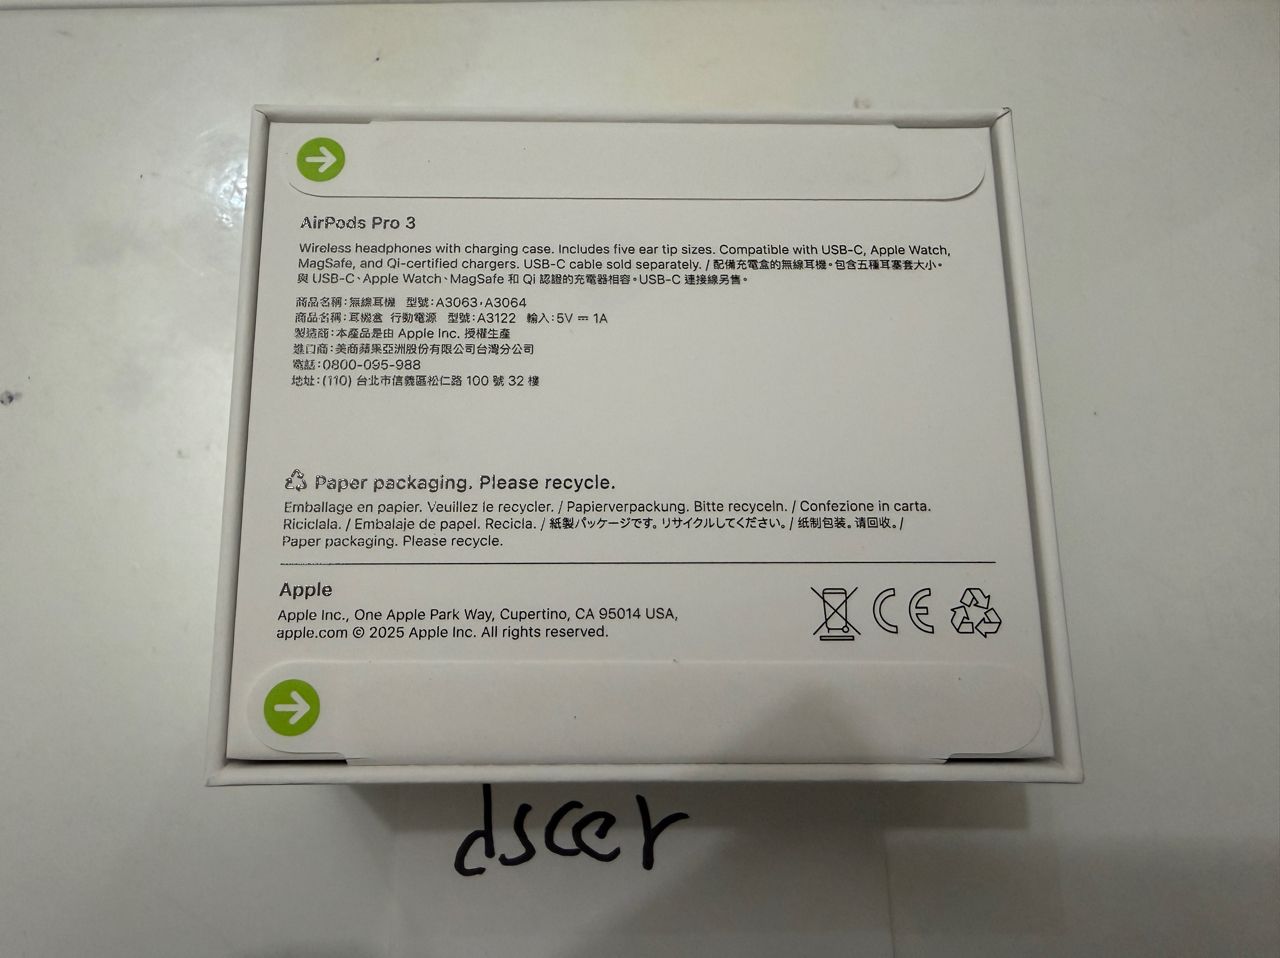 AirPods Pro 3
Wireless headphones with charging case. Includes five ear tip sizes. Compatible with USB-C, Apple Watch,
MagSafe, and Qi-certified chargers. USB-C cable sold separately. / 配備充電盒的無線耳機。包含五種耳塞套大小。
與 USB-C、Apple Watch、MagSafe 和 Qi 認證的充電器相容。USB-C 連接線另售。
商品名稱：無線耳機 型號：A3063，A3064
商品名稱：耳機盒 行動電源 型號：A3122 輸入：5V ⎓ 1A
製造商：本產品是由 Apple Inc. 授權生產
進口商：美商蘋果亞洲股份有限公司台灣分公司
電話：0800-095-988
地址：(110) 台北市信義區松仁路 100 號 32 樓
Paper packaging. Please recycle.
Emballage en papier. Veuillez le recycler. / Papierverpackung. Bitte recyceln. / Confezione in carta.
Riciclala. / Embalaje de papel. Recicla. / 紙製パッケージです。リサイクルしてください。/ 纸制包装。请回收。/
Paper packaging. Please recycle.
Apple
Apple Inc., One Apple Park Way, Cupertino, CA 95014 USA,
apple.com © 2025 Apple Inc. All rights reserved.
CE
dscer